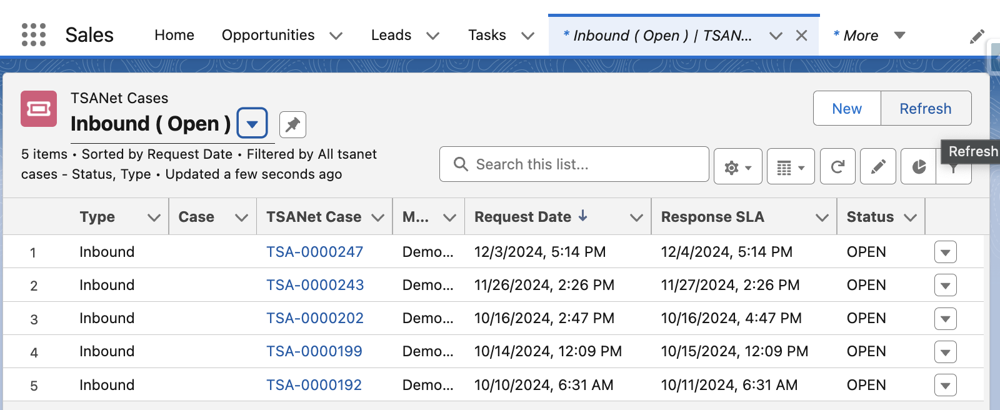 Sales Home Opportunities Leads Tasks * Inbound ( Open ) | TSAN... * More
TSANet Cases
Inbound ( Open )
New Refresh
5 items • Sorted by Request Date • Filtered by All tsanet
cases - Status, Type • Updated a few seconds ago
Search this list...
Refresh
Type Case TSANet Case M... Request Date Response SLA Status
1 Inbound TSA-0000247 Demo... 12/3/2024, 5:14 PM 12/4/2024, 5:14 PM OPEN
2 Inbound TSA-0000243 Demo... 11/26/2024, 2:26 PM 11/27/2024, 2:26 PM OPEN
3 Inbound TSA-0000202 Demo... 10/16/2024, 2:47 PM 10/16/2024, 4:47 PM OPEN
4 Inbound TSA-0000199 Demo... 10/14/2024, 12:09 PM 10/15/2024, 12:09 PM OPEN
5 Inbound TSA-0000192 Demo... 10/10/2024, 6:31 AM 10/11/2024, 6:31 AM OPEN